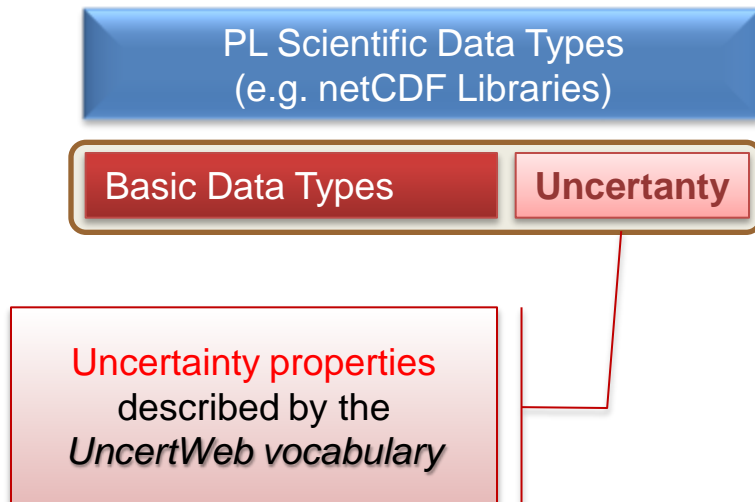 PL Scientific Data Types
(e.g. netCDF Libraries)
Basic Data Types
Uncertanty
Uncertainty properties
described by the
UncertWeb vocabulary